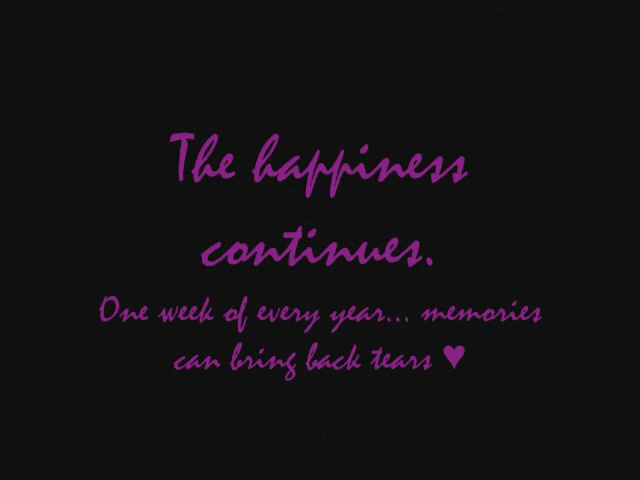 The happiness
continues.
One week of every year... memories
can bring back tears ♥